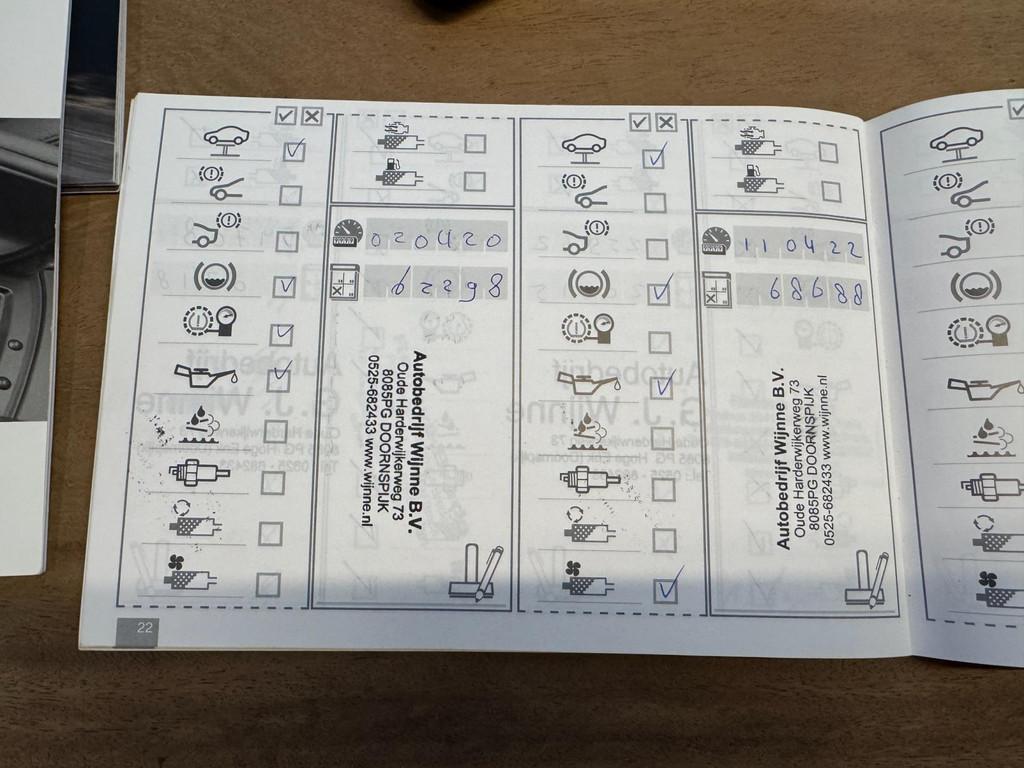 020420
62298
Autobedrijf Wijnne B.V.
Oude Harderwijkerweg 73
8085PG DOORNSPIJK
0525-682433 www.wijnne.nl
110422
68688
Autobedrijf Wijnne B.V.
Oude Harderwijkerweg 73
8085PG DOORNSPIJK
0525-682433 www.wijnne.nl
22